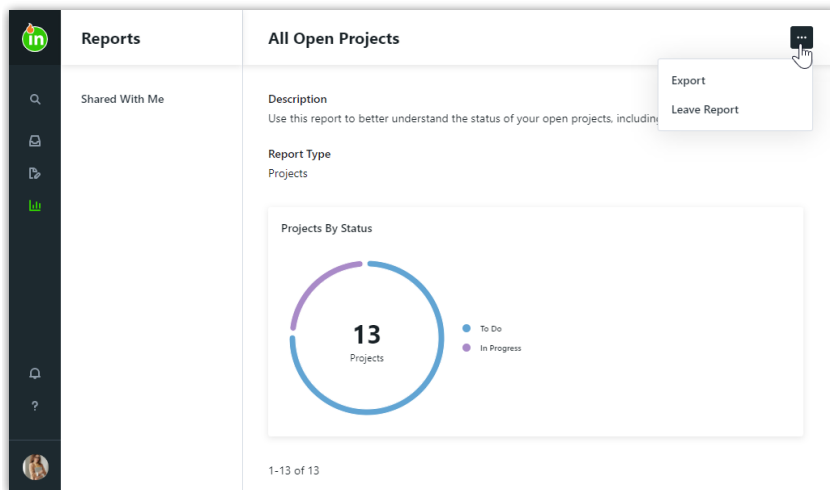 in
Reports
All Open Projects
...
Export
Leave Report
Shared With Me
Description
Use this report to better understand the status of your open projects, including
Report Type
Projects
Projects By Status
13
Projects
To Do
In Progress
?
1-13 of 13